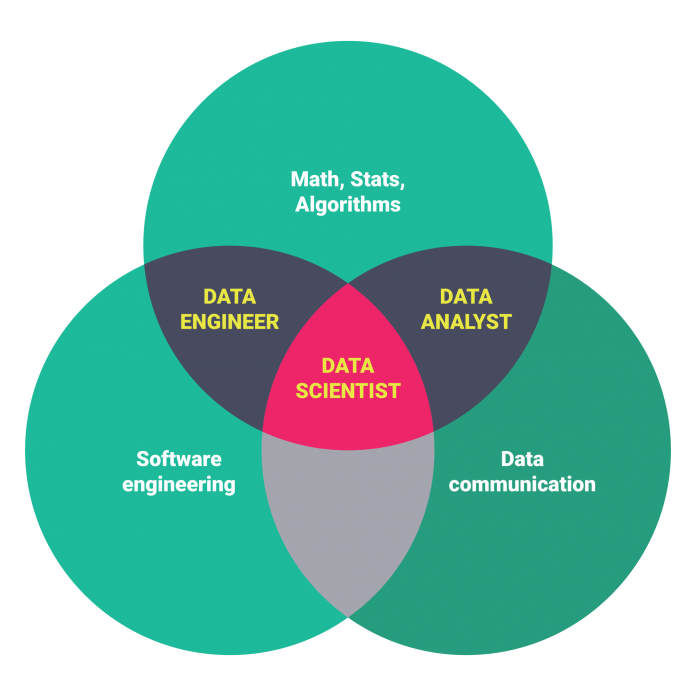 Math, Stats,
Algorithms
DATA
ENGINEER
DATA
ANALYST
DATA
SCIENTIST
Software
engineering
Data
communication